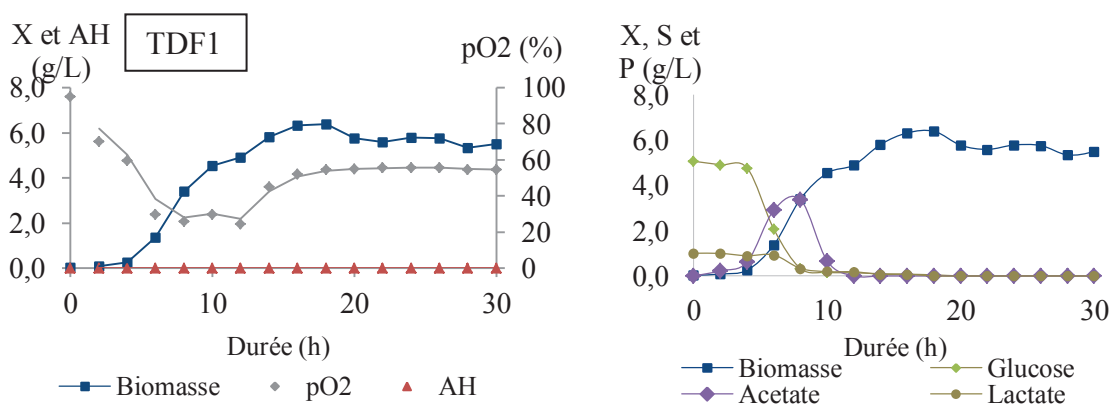 X et AH
(g/L)
TDF1
pO2 (%)
8,0
6,0
4,0
2,0
0,0
100
80
60
40
20
0
0
10
20
30
Durée (h)
Biomasse
pO2
AH
X, S et
P (g/L)
8,0
6,0
4,0
2,0
0,0
0
10
20
30
Durée (h)
Biomasse
Glucose
Acetate
Lactate